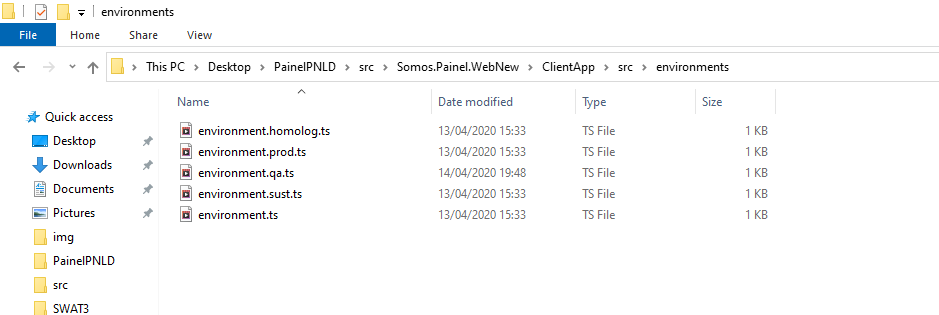 environments
File Home Share View
This PC Desktop PainelPNLD src Somos.Painel.WebNew ClientApp src environments
Name Date modified Type Size
Quick access
Desktop
Downloads
Documents
Pictures
img
PainelPNLD
src
SWAT3
environment.homolog.ts 13/04/2020 15:33 TS File 1 KB
environment.prod.ts 13/04/2020 15:33 TS File 1 KB
environment.qa.ts 14/04/2020 19:48 TS File 1 KB
environment.sust.ts 13/04/2020 15:33 TS File 1 KB
environment.ts 13/04/2020 15:33 TS File 1 KB